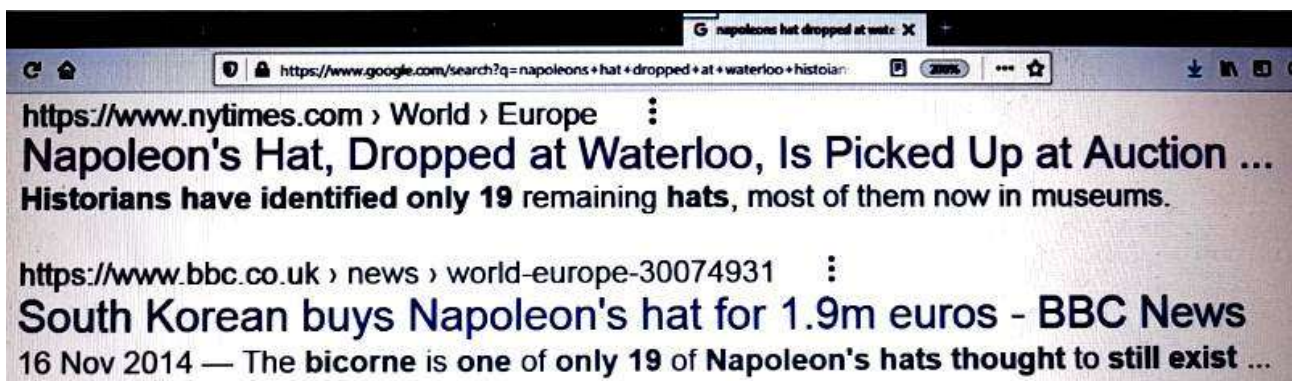 G napoleons hat dropped at wate X
https://www.google.com/search?q=napoleons+hat+dropped+at+waterloo+histoian 200%
https://www.nytimes.com › World › Europe
Napoleon's Hat, Dropped at Waterloo, Is Picked Up at Auction ...
Historians have identified only 19 remaining hats, most of them now in museums.
https://www.bbc.co.uk › news › world-europe-30074931
South Korean buys Napoleon's hat for 1.9m euros - BBC News
16 Nov 2014 — The bicorne is one of only 19 of Napoleon's hats thought to still exist ...